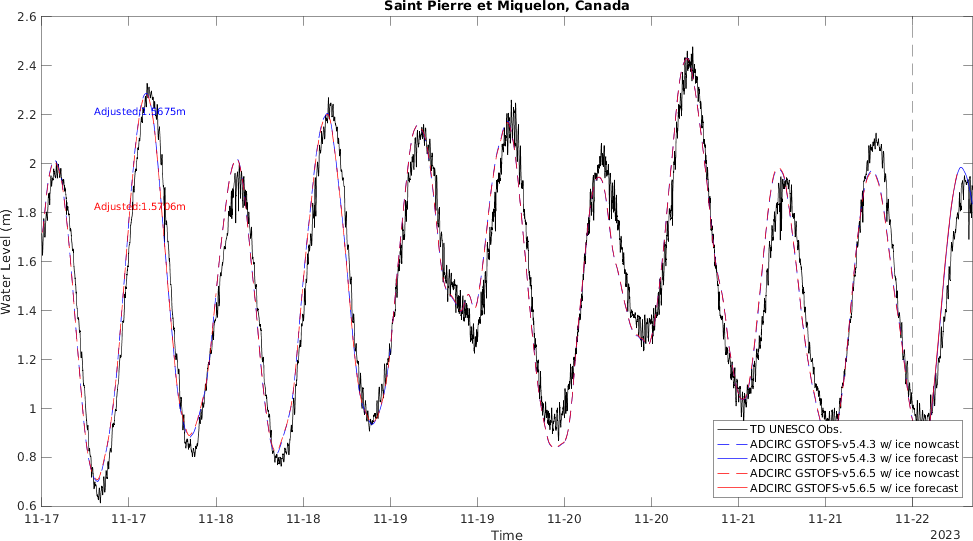 Saint Pierre et Miquelon, Canada
2.6
2.4
2.2
2
1.8
1.6
1.4
1.2
1
0.8
0.6
Water Level (m)
Adjusted:1.5675m
Adjusted:1.5706m
TD UNESCO Obs.
ADCIRC GSTOFS-v5.4.3 w/ ice nowcast
ADCIRC GSTOFS-v5.4.3 w/ ice forecast
ADCIRC GSTOFS-v5.6.5 w/ ice nowcast
ADCIRC GSTOFS-v5.6.5 w/ ice forecast
11-17 11-17 11-18 11-18 11-19 11-19 11-20 11-20 11-21 11-21 11-22
Time
2023